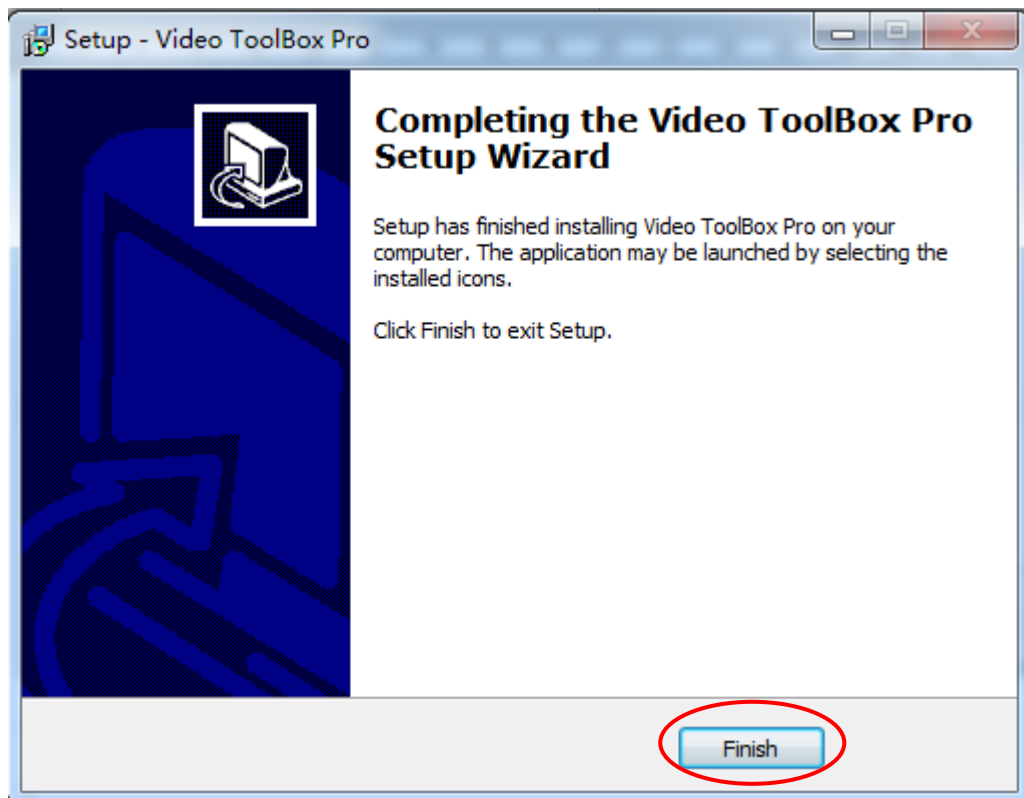 Setup - Video ToolBox Pro
Completing the Video ToolBox Pro
Setup Wizard
Setup has finished installing Video ToolBox Pro on your
computer. The application may be launched by selecting the
installed icons.
Click Finish to exit Setup.
Finish